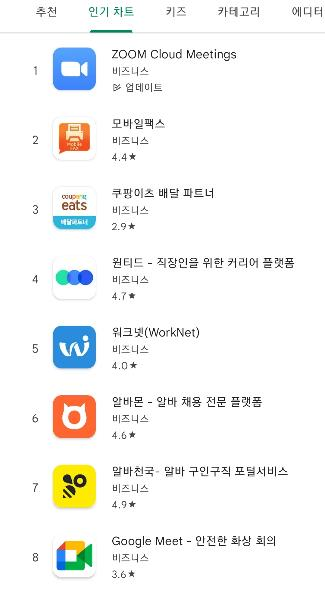 추천 인기 차트 키즈 카테고리 에디터
1 ZOOM Cloud Meetings
비즈니스
업데이트
2 모바일팩스
Mobile FAX
비즈니스
4.4★
3 쿠팡이츠 배달 파트너
coupang eats
배달파트너
비즈니스
2.9★
4 원티드 - 직장인을 위한 커리어 플랫폼
비즈니스
4.7★
5 워크넷(WorkNet)
비즈니스
4.0★
6 알바몬 - 알바 채용 전문 플랫폼
비즈니스
4.6★
7 알바천국- 알바 구인구직 포털서비스
비즈니스
4.9★
8 Google Meet - 안전한 화상 회의
비즈니스
3.6★